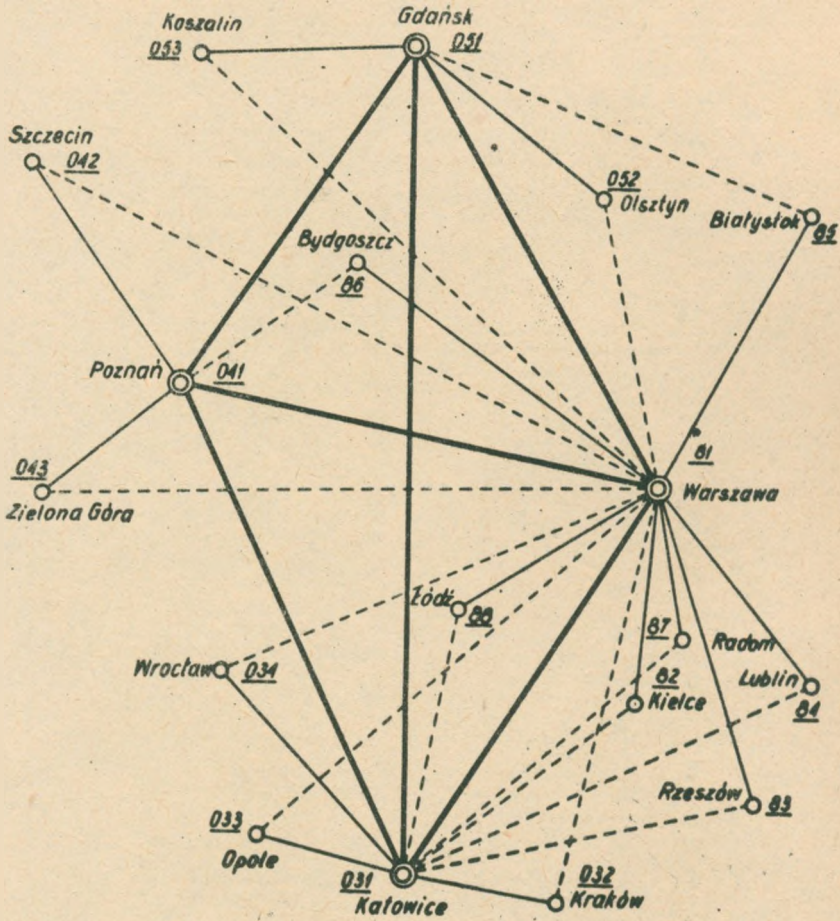 Koszalin
053
Gdańsk
051
Szczecin
042
052
Olsztyn
Białystok
85
Bydgoszcz
86
Poznań
041
043
Zielona Góra
81
Warszawa
Łódź
88
87
Radom
82
Kielce
Lublin
84
Wrocław
034
Rzeszów
83
033
Opole
031
Katowice
032
Kraków